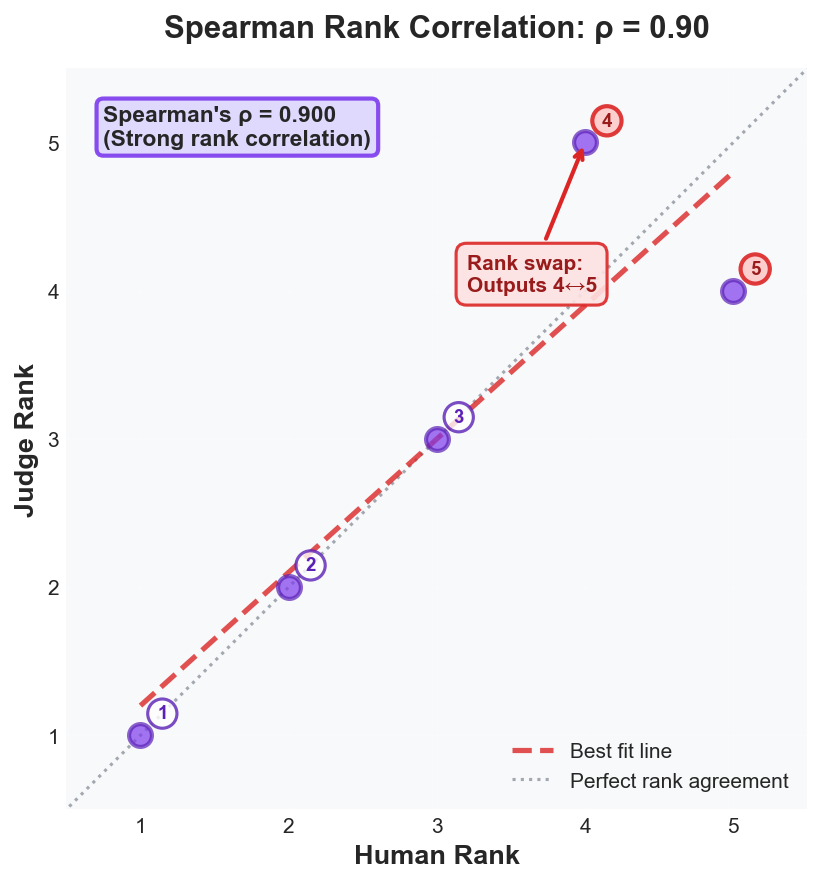 Spearman Rank Correlation: ρ = 0.90
Spearman's ρ = 0.900
(Strong rank correlation)
4
5
Rank swap:
Outputs 4↔5
5
4
3
3
2
2
1
1
Judge Rank
Best fit line
Perfect rank agreement
1 2 3 4 5
Human Rank